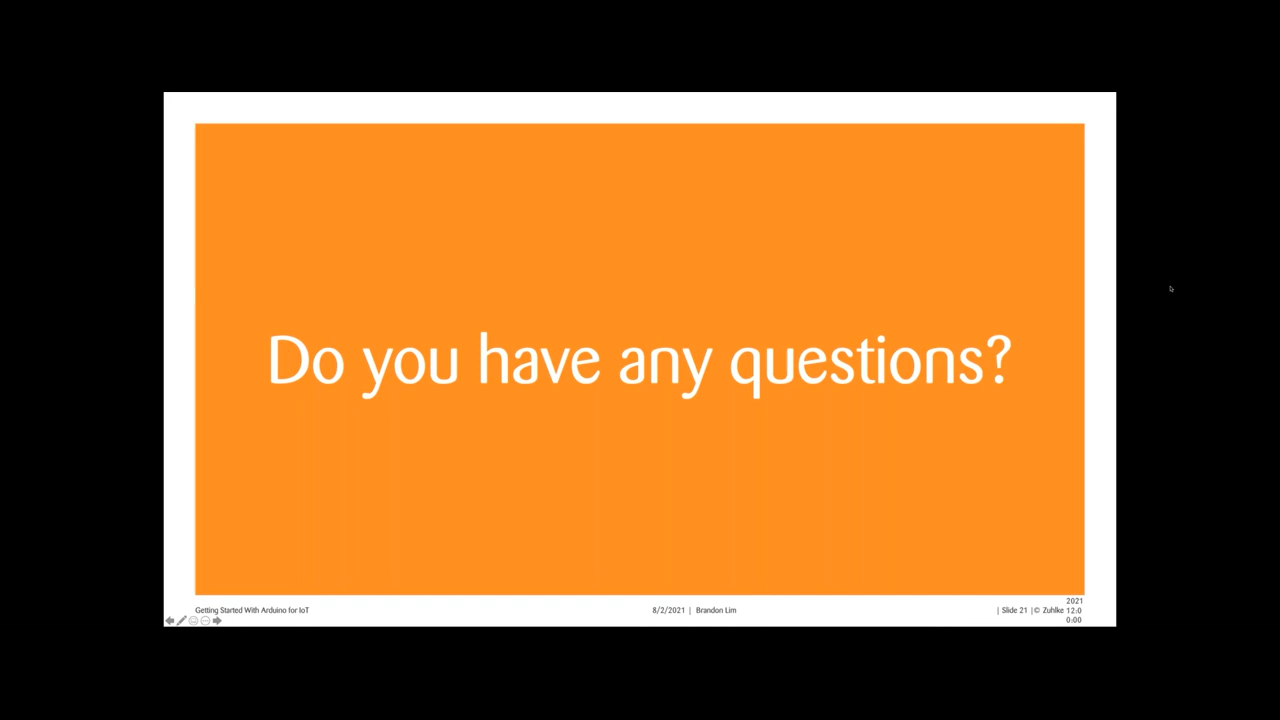 Do you have any questions?
2021
Getting Started With Arduino for IoT 8/2/2021 | Brandon Lim | Slide 21 |© Zuhlke 12:0
0:00